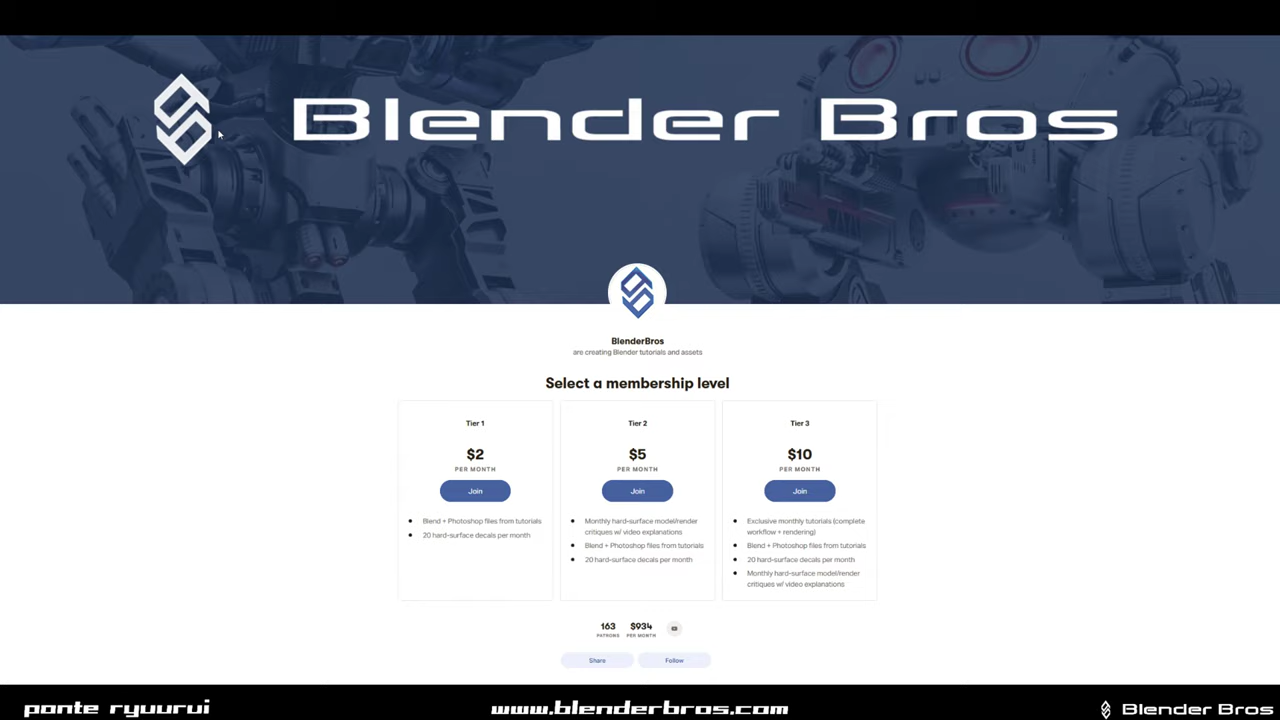 Blender Bros
BlenderBros
are creating Blender tutorials and assets
Select a membership level
Tier 1
$2
PER MONTH
Join
Blend + Photoshop files from tutorials
20 hard-surface decals per month
Tier 2
$5
PER MONTH
Join
Monthly hard-surface model/render
critiques w/ video explanations
Blend + Photoshop files from tutorials
20 hard-surface decals per month
Tier 3
$10
PER MONTH
Join
Exclusive monthly tutorials (complete
workflow + rendering)
Blend + Photoshop files from tutorials
20 hard-surface decals per month
Monthly hard-surface model/render
critiques w/ video explanations
163
PATRONS
$934
PER MONTH
Share
Follow
ponte ryuurui
www.blenderbros.com
Blender Bros